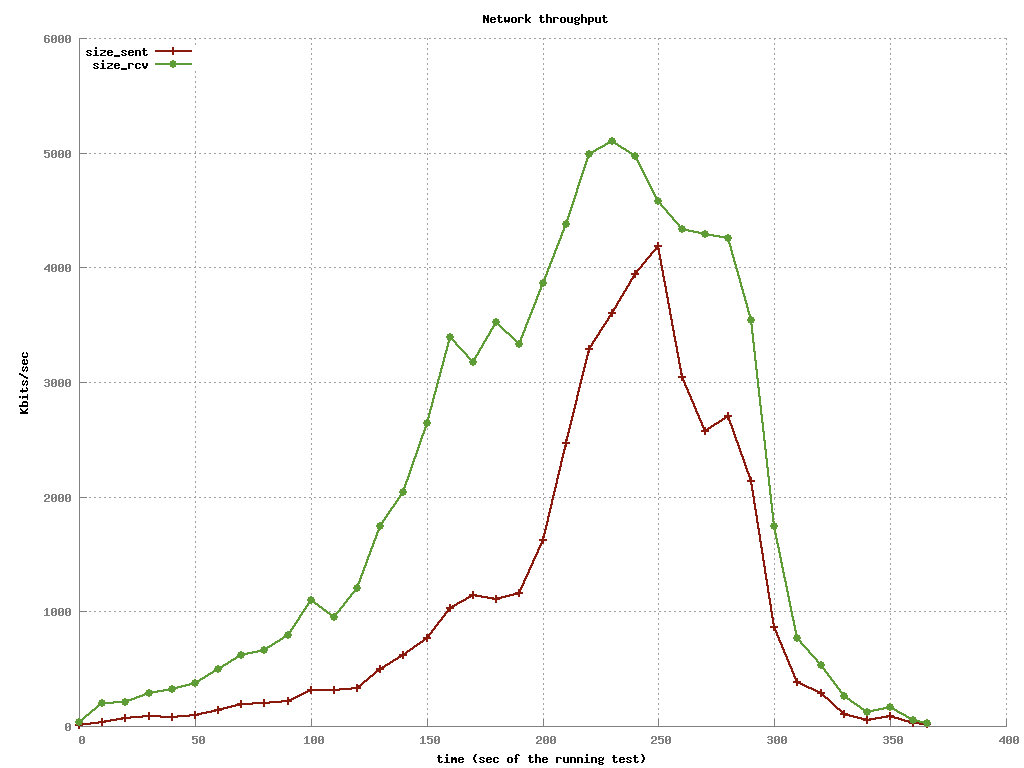 Network throughput
size_sent
size_rcv
6000
5000
4000
3000
2000
1000
0
Kbits/sec
0 50 100 150 200 250 300 350 400
time (sec of the running test)